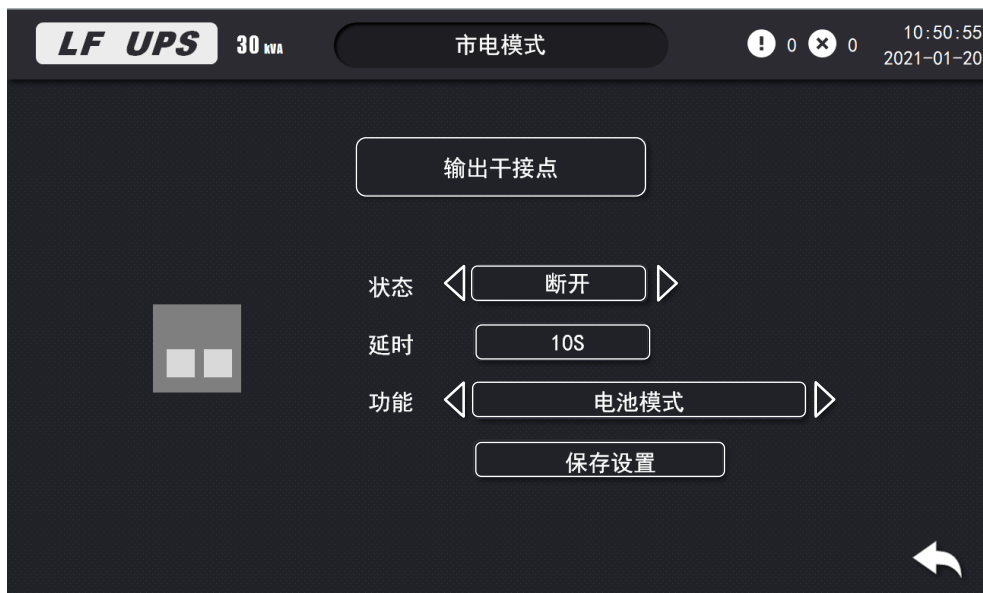 LF UPS 30 kVA 市电模式 ! 0 × 0 10:50:55
2021-01-20
输出干接点
状态 断开
延时 10S
功能 电池模式
保存设置